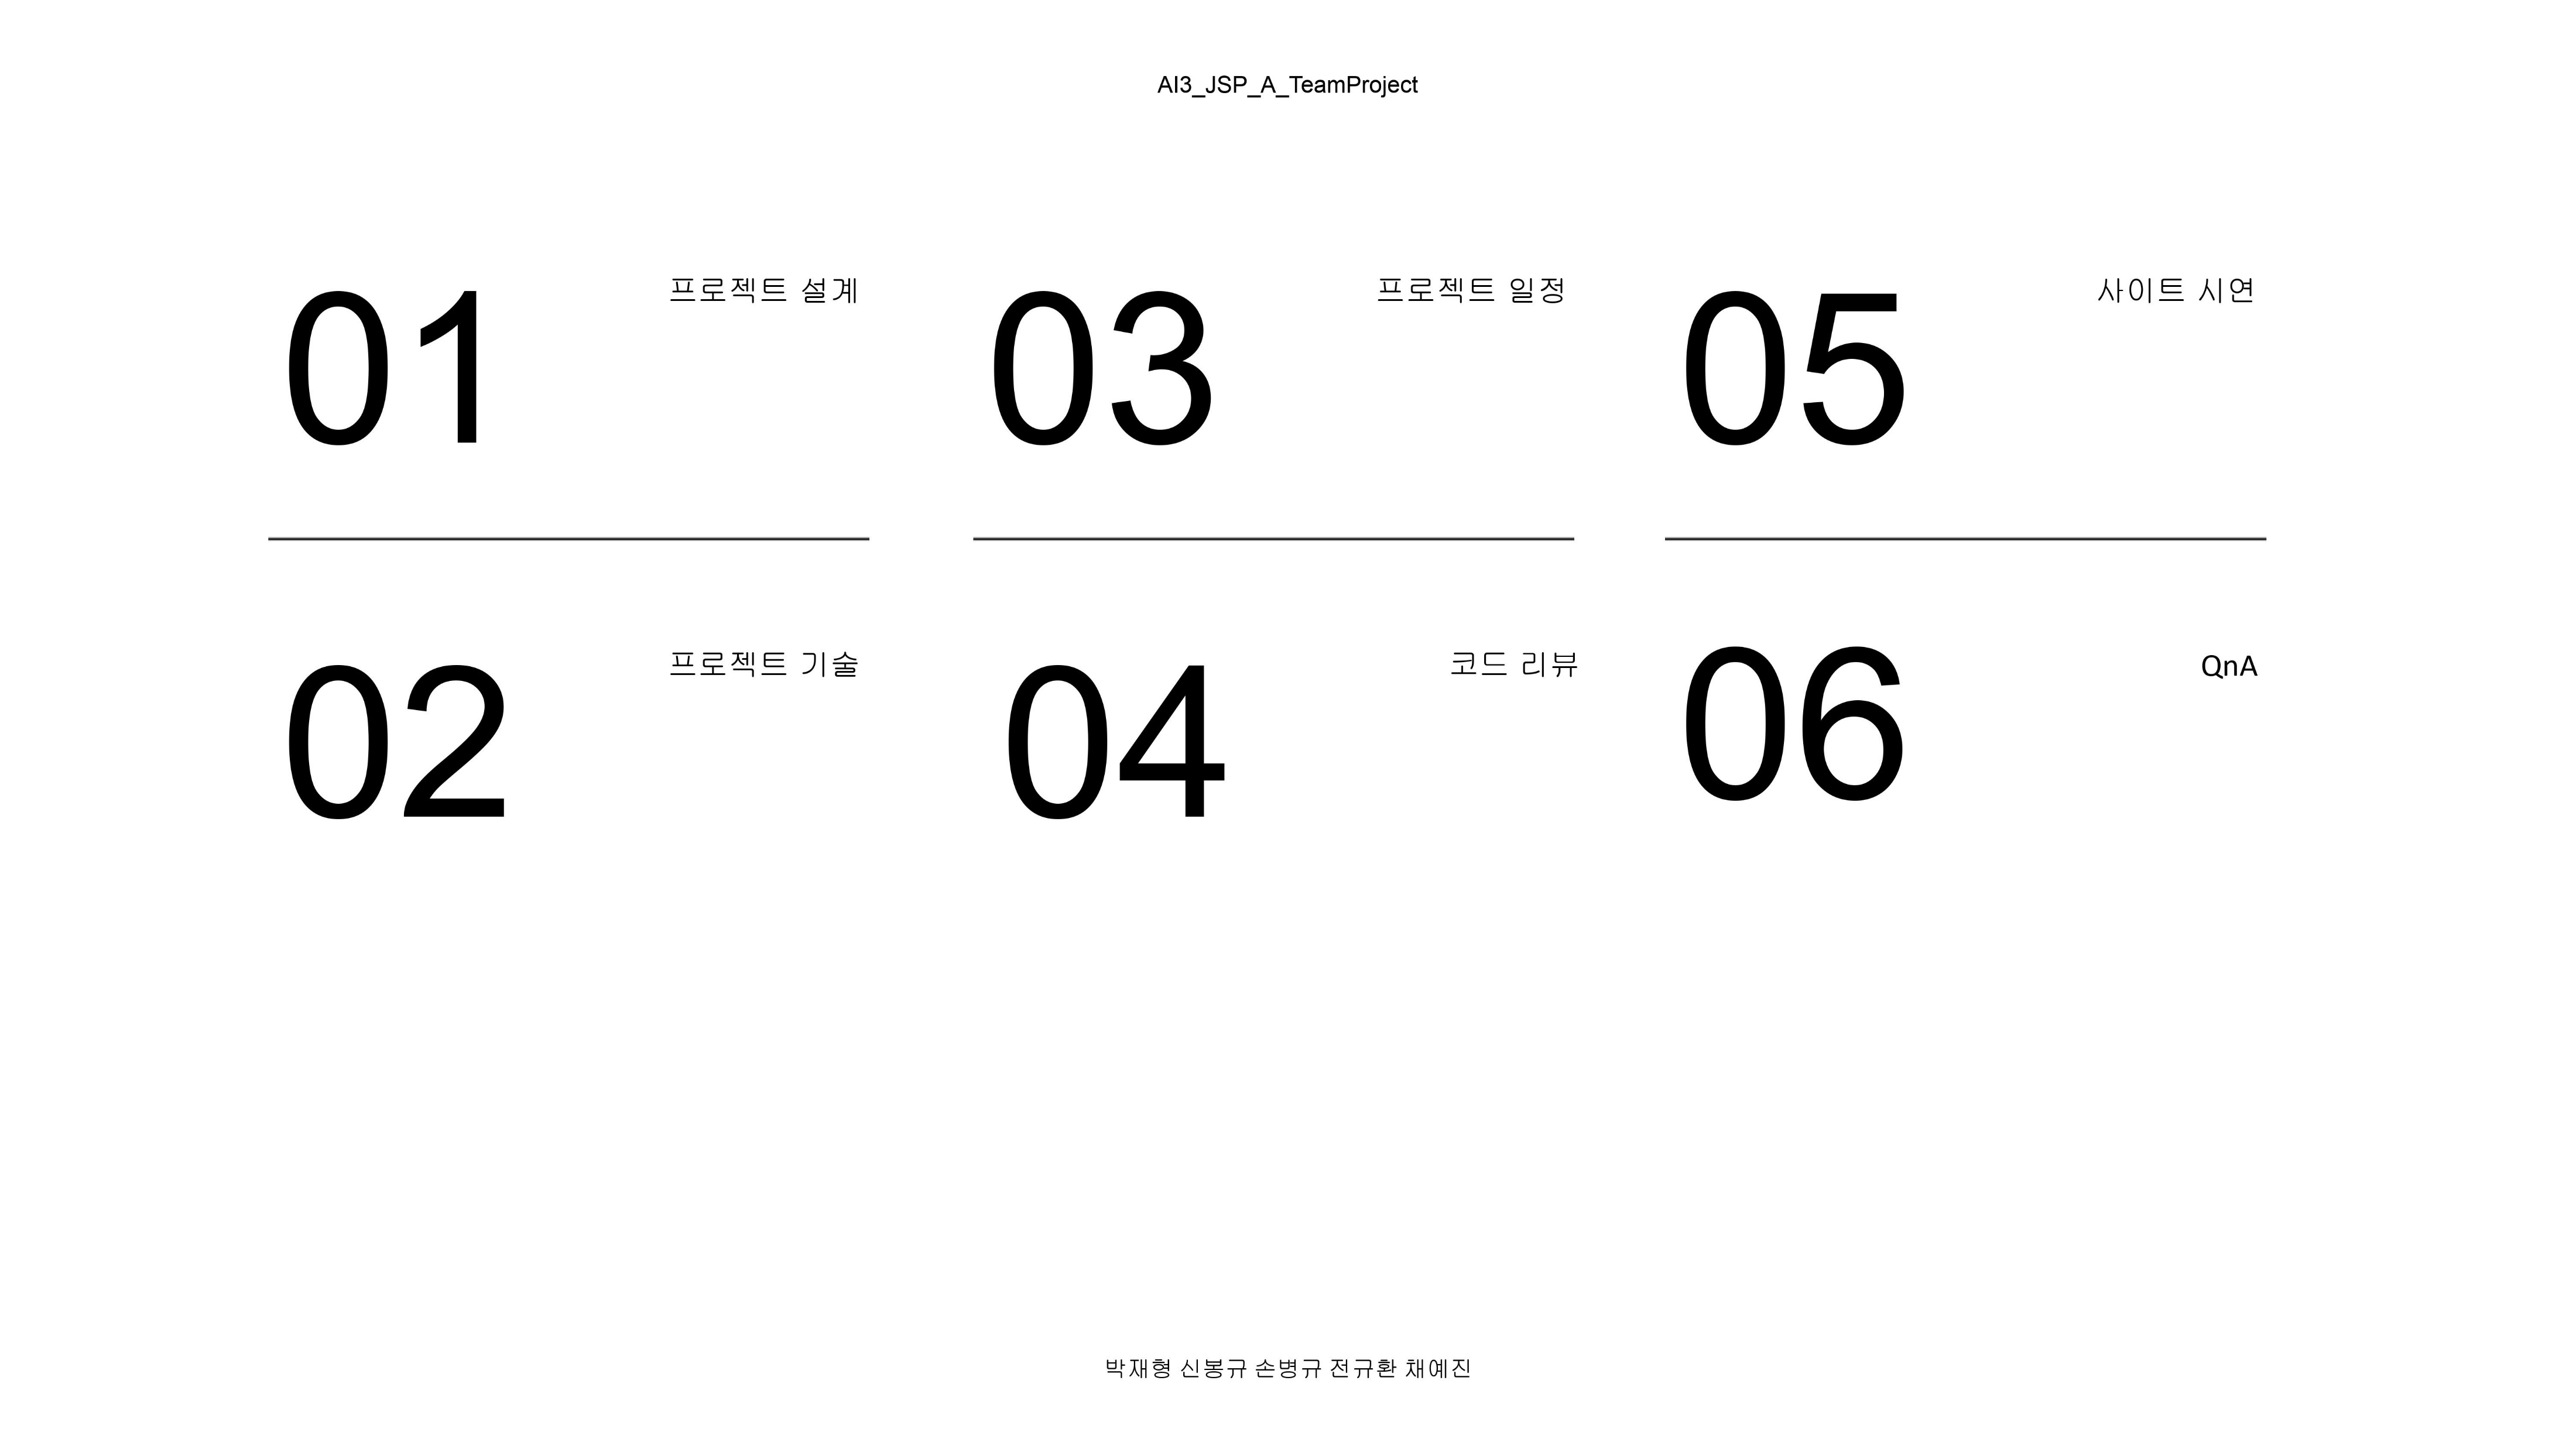 AI3_JSP_A_TeamProject
01
프로젝트 설계
02
프로젝트 기술
03
프로젝트 일정
04
코드 리뷰
05
사이트 시연
06
QnA
박재형 신봉규 손병규 전규환 채예진